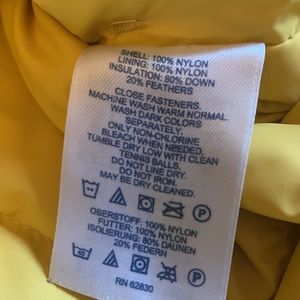 SHELL: 100% NYLON
LINING: 100% NYLON
INSULATION: 80% DOWN
20% FEATHERS
CLOSE FASTENERS.
MACHINE WASH WARM NORMAL.
WASH DARK COLORS
SEPARATELY.
ONLY NON-CHLORINE
BLEACH WHEN NEEDED.
TUMBLE DRY LOW WITH CLEAN
TENNIS BALLS.
DO NOT LINE DRY.
DO NOT IRON.
MAY BE DRY CLEANED.
P
OBERSTOFF: 100% NYLON
FUTTER: 100% NYLON
ISOLIERUNG: 80% DAUNEN
20% FEDERN
40 P
RN 62830